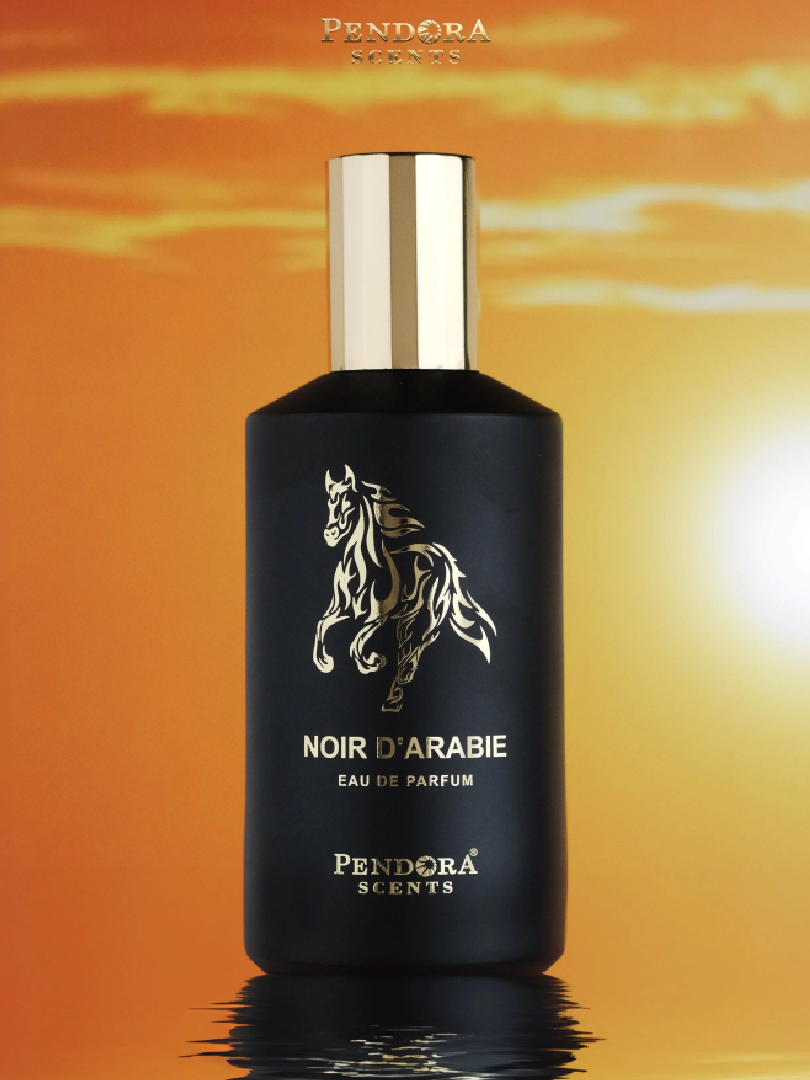 PENDORA
SCENTS
NOIR D'ARABIE
EAU DE PARFUM
PENDORA®
SCENTS